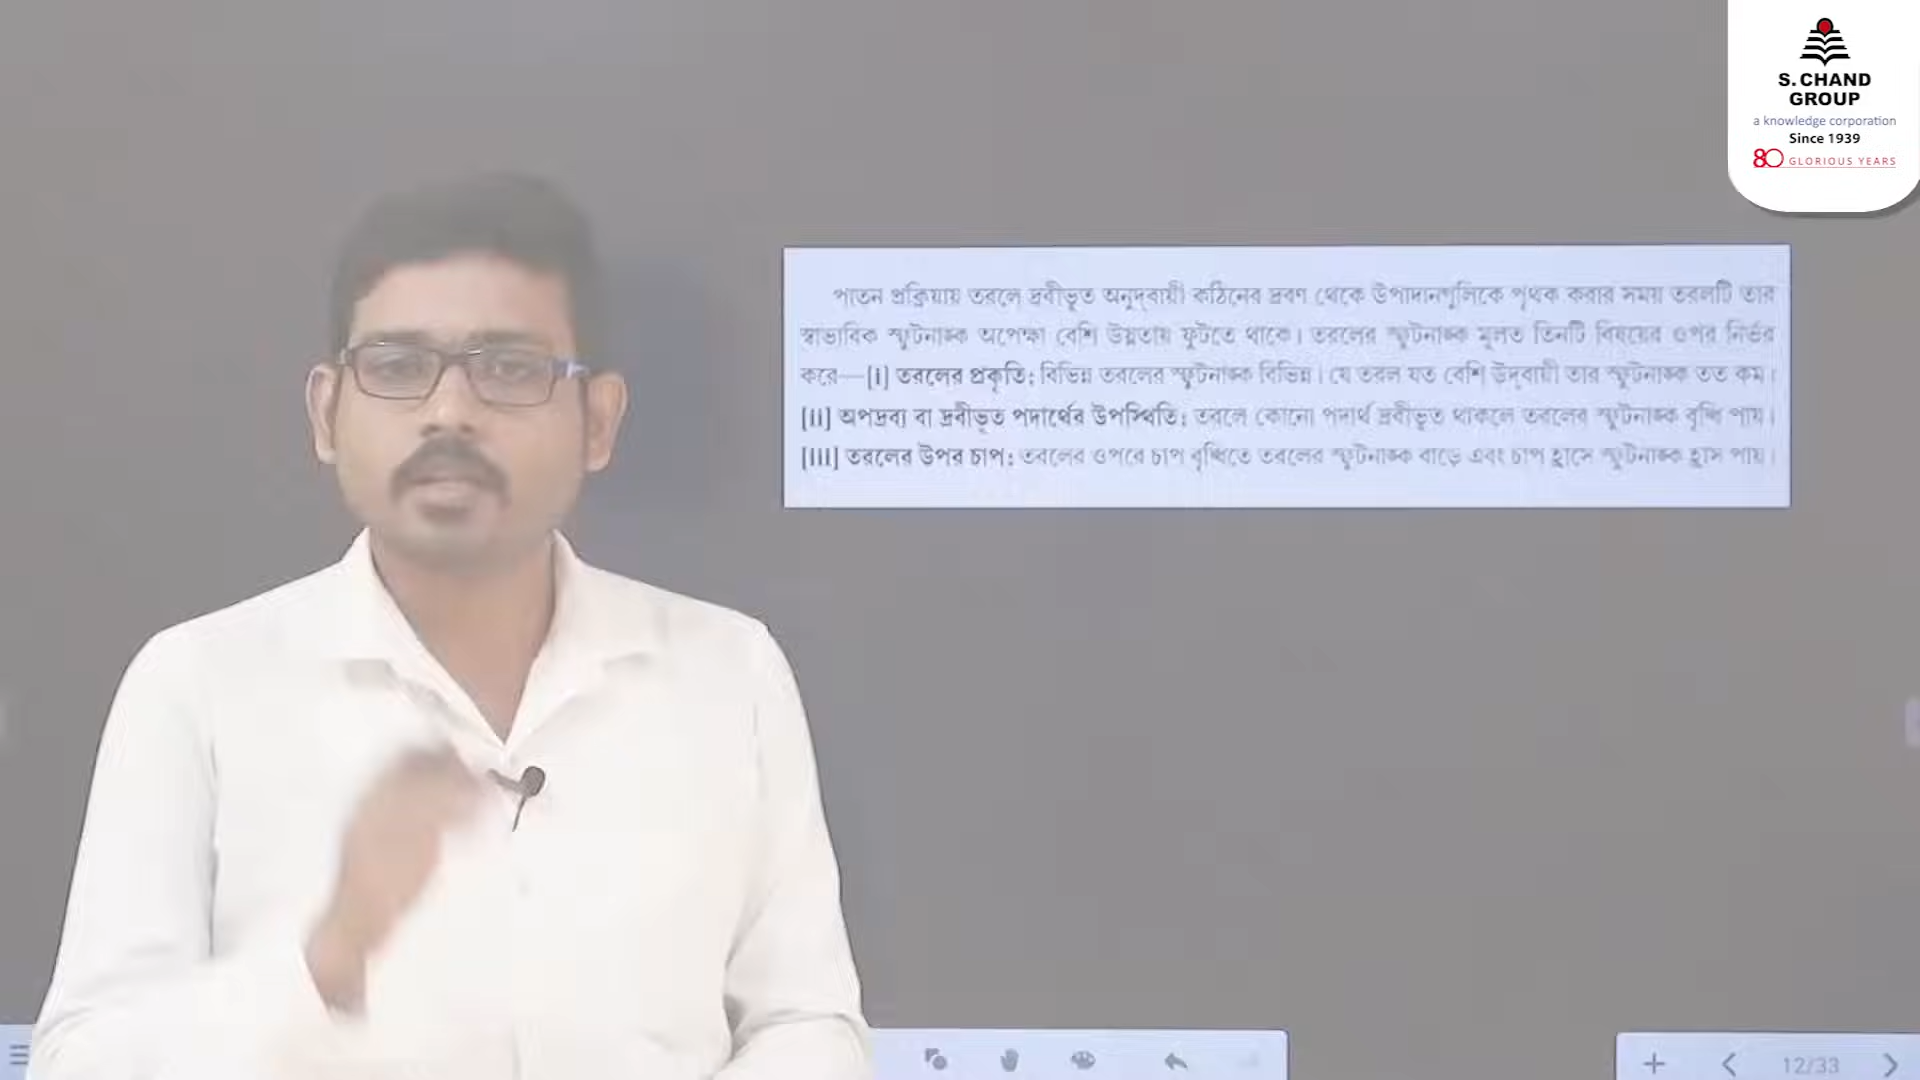 S. CHAND
GROUP
a knowledge corporation
Since 1939
80 GLORIOUS YEARS
পাতন প্রক্রিয়ায় তরলে দ্রবীভূত অনুদ্‌বায়ী কঠিনের দ্রবণ থেকে উপাদানগুলিকে পৃথক করার সময় তরলটি তার
স্বাভাবিক স্ফুটনাঙ্ক অপেক্ষা বেশি উষ্ণতায় ফুটতে থাকে। তরলের স্ফুটনাঙ্ক মূলত তিনটি বিষয়ের ওপর নির্ভর
করে—[i] তরলের প্রকৃতি: বিভিন্ন তরলের স্ফুটনাঙ্ক বিভিন্ন। যে তরল যত বেশি উদ্‌বায়ী তার স্ফুটনাঙ্ক তত কম।
[ii] অপদ্রব্য বা দ্রবীভূত পদার্থের উপস্থিতি: তরলে কোনো পদার্থ দ্রবীভূত থাকলে তরলের স্ফুটনাঙ্ক বৃদ্ধি পায়।
[iii] তরলের উপর চাপ: তরলের ওপরে চাপ বৃদ্ধিতে তরলের স্ফুটনাঙ্ক বাড়ে এবং চাপ হ্রাসে স্ফুটনাঙ্ক হ্রাস পায়।
12/33